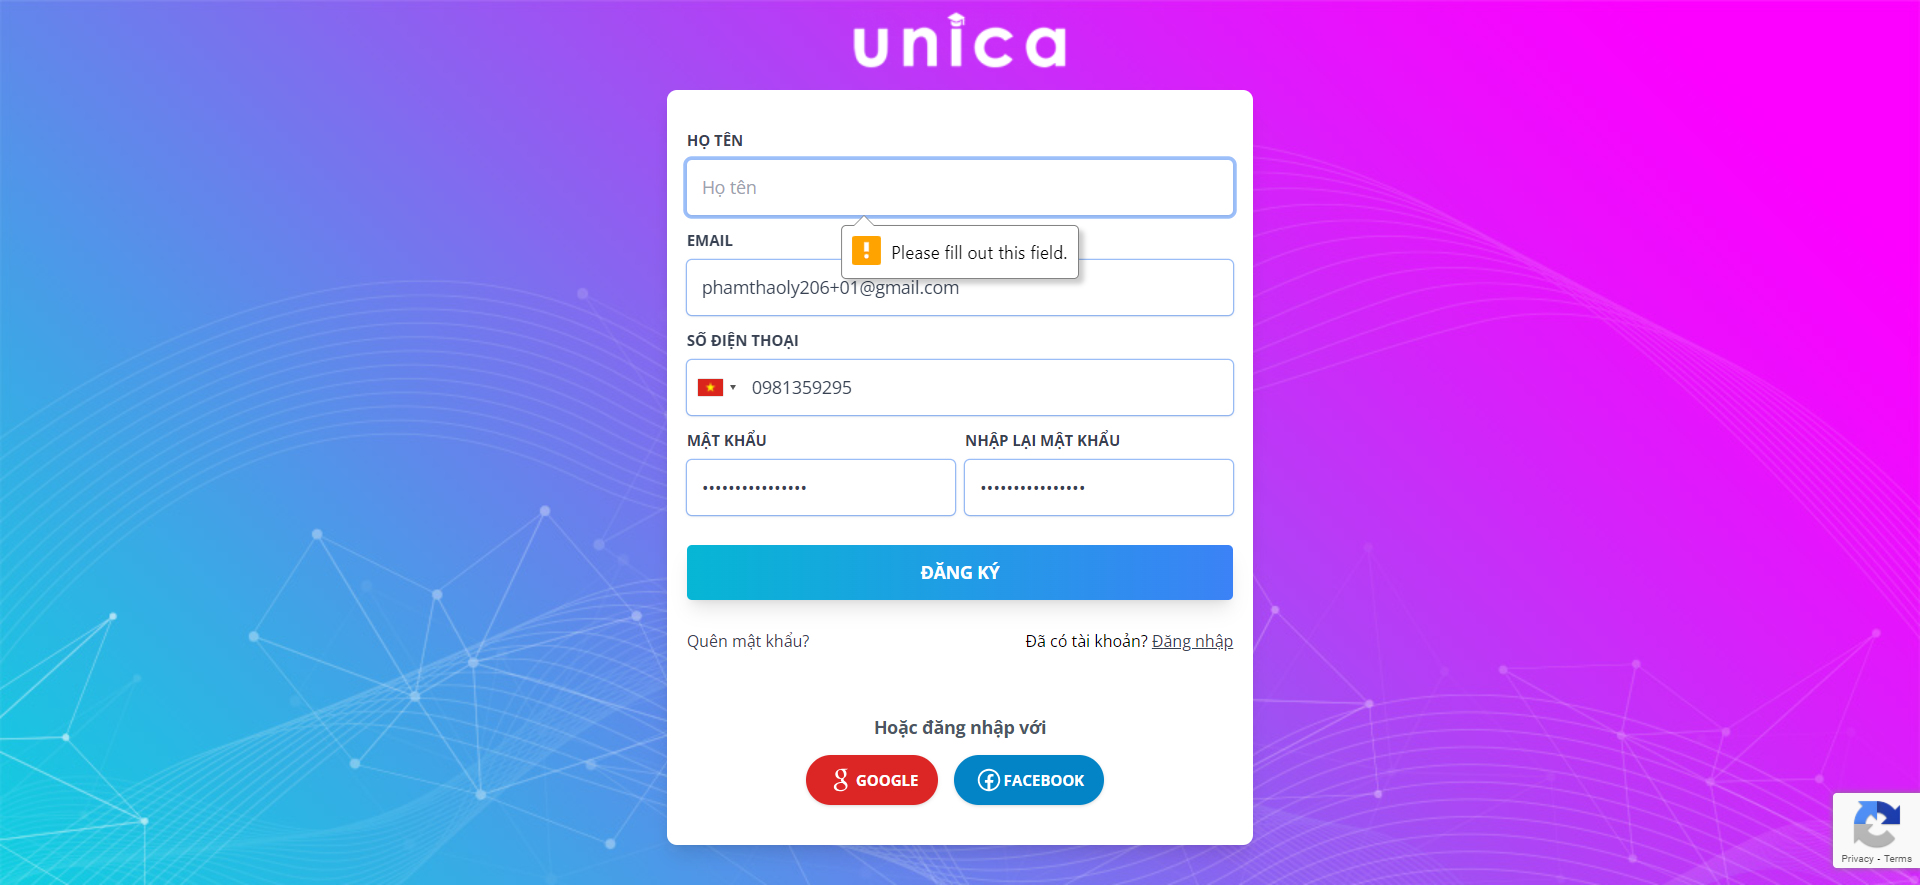 unica
HỌ TÊN
Họ tên
Please fill out this field.
EMAIL
phamthaoly206+01@gmail.com
SỐ ĐIỆN THOẠI
0981359295
MẬT KHẨU
NHẬP LẠI MẬT KHẨU
••••••••••••••••
••••••••••••••••
ĐĂNG KÝ
Quên mật khẩu?
Đã có tài khoản? Đăng nhập
Hoặc đăng nhập với
g GOOGLE
f FACEBOOK
Privacy - Terms